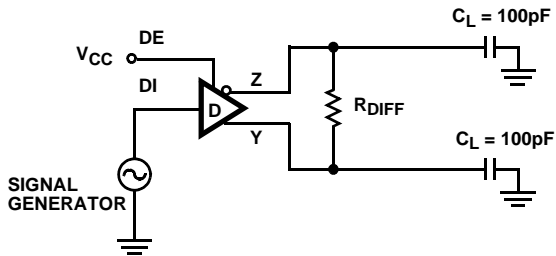 C_L = 100pF
DE
V_CC
DI
Z
D
R_DIFF
Y
C_L = 100pF
SIGNAL
GENERATOR